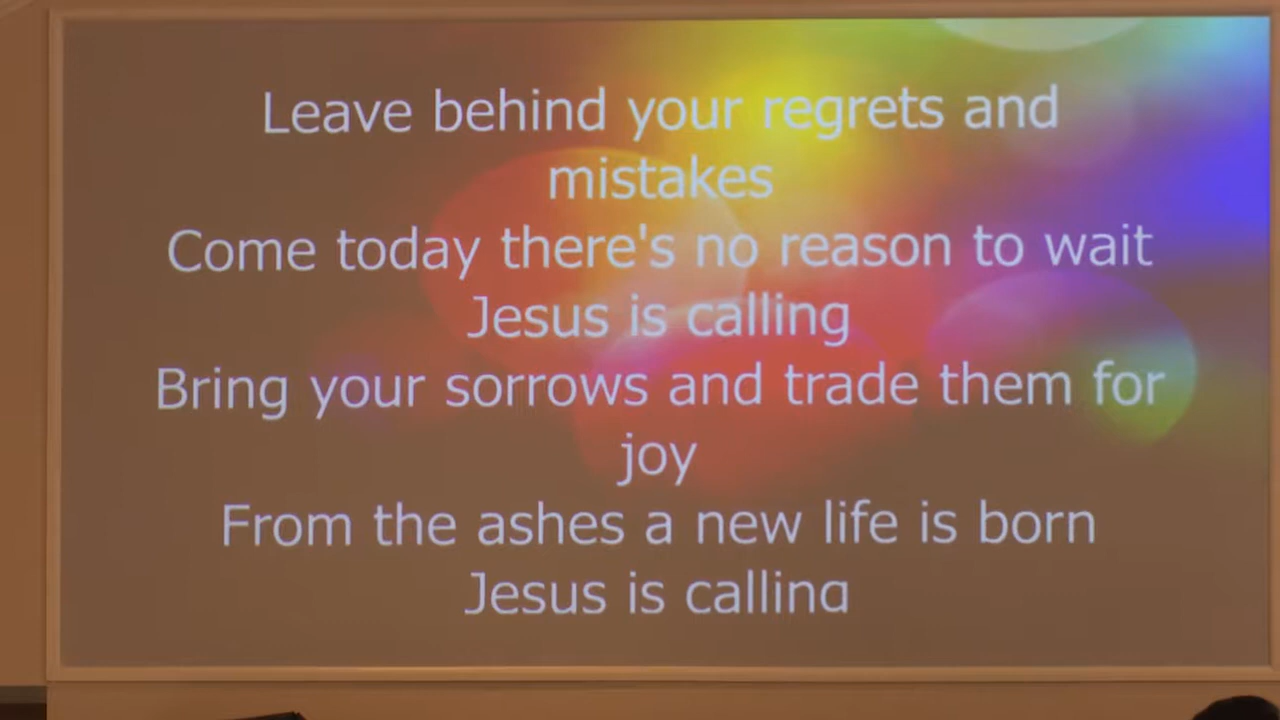 Leave behind your regrets and
mistakes
Come today there's no reason to wait
Jesus is calling
Bring your sorrows and trade them for
joy
From the ashes a new life is born
Jesus is calling